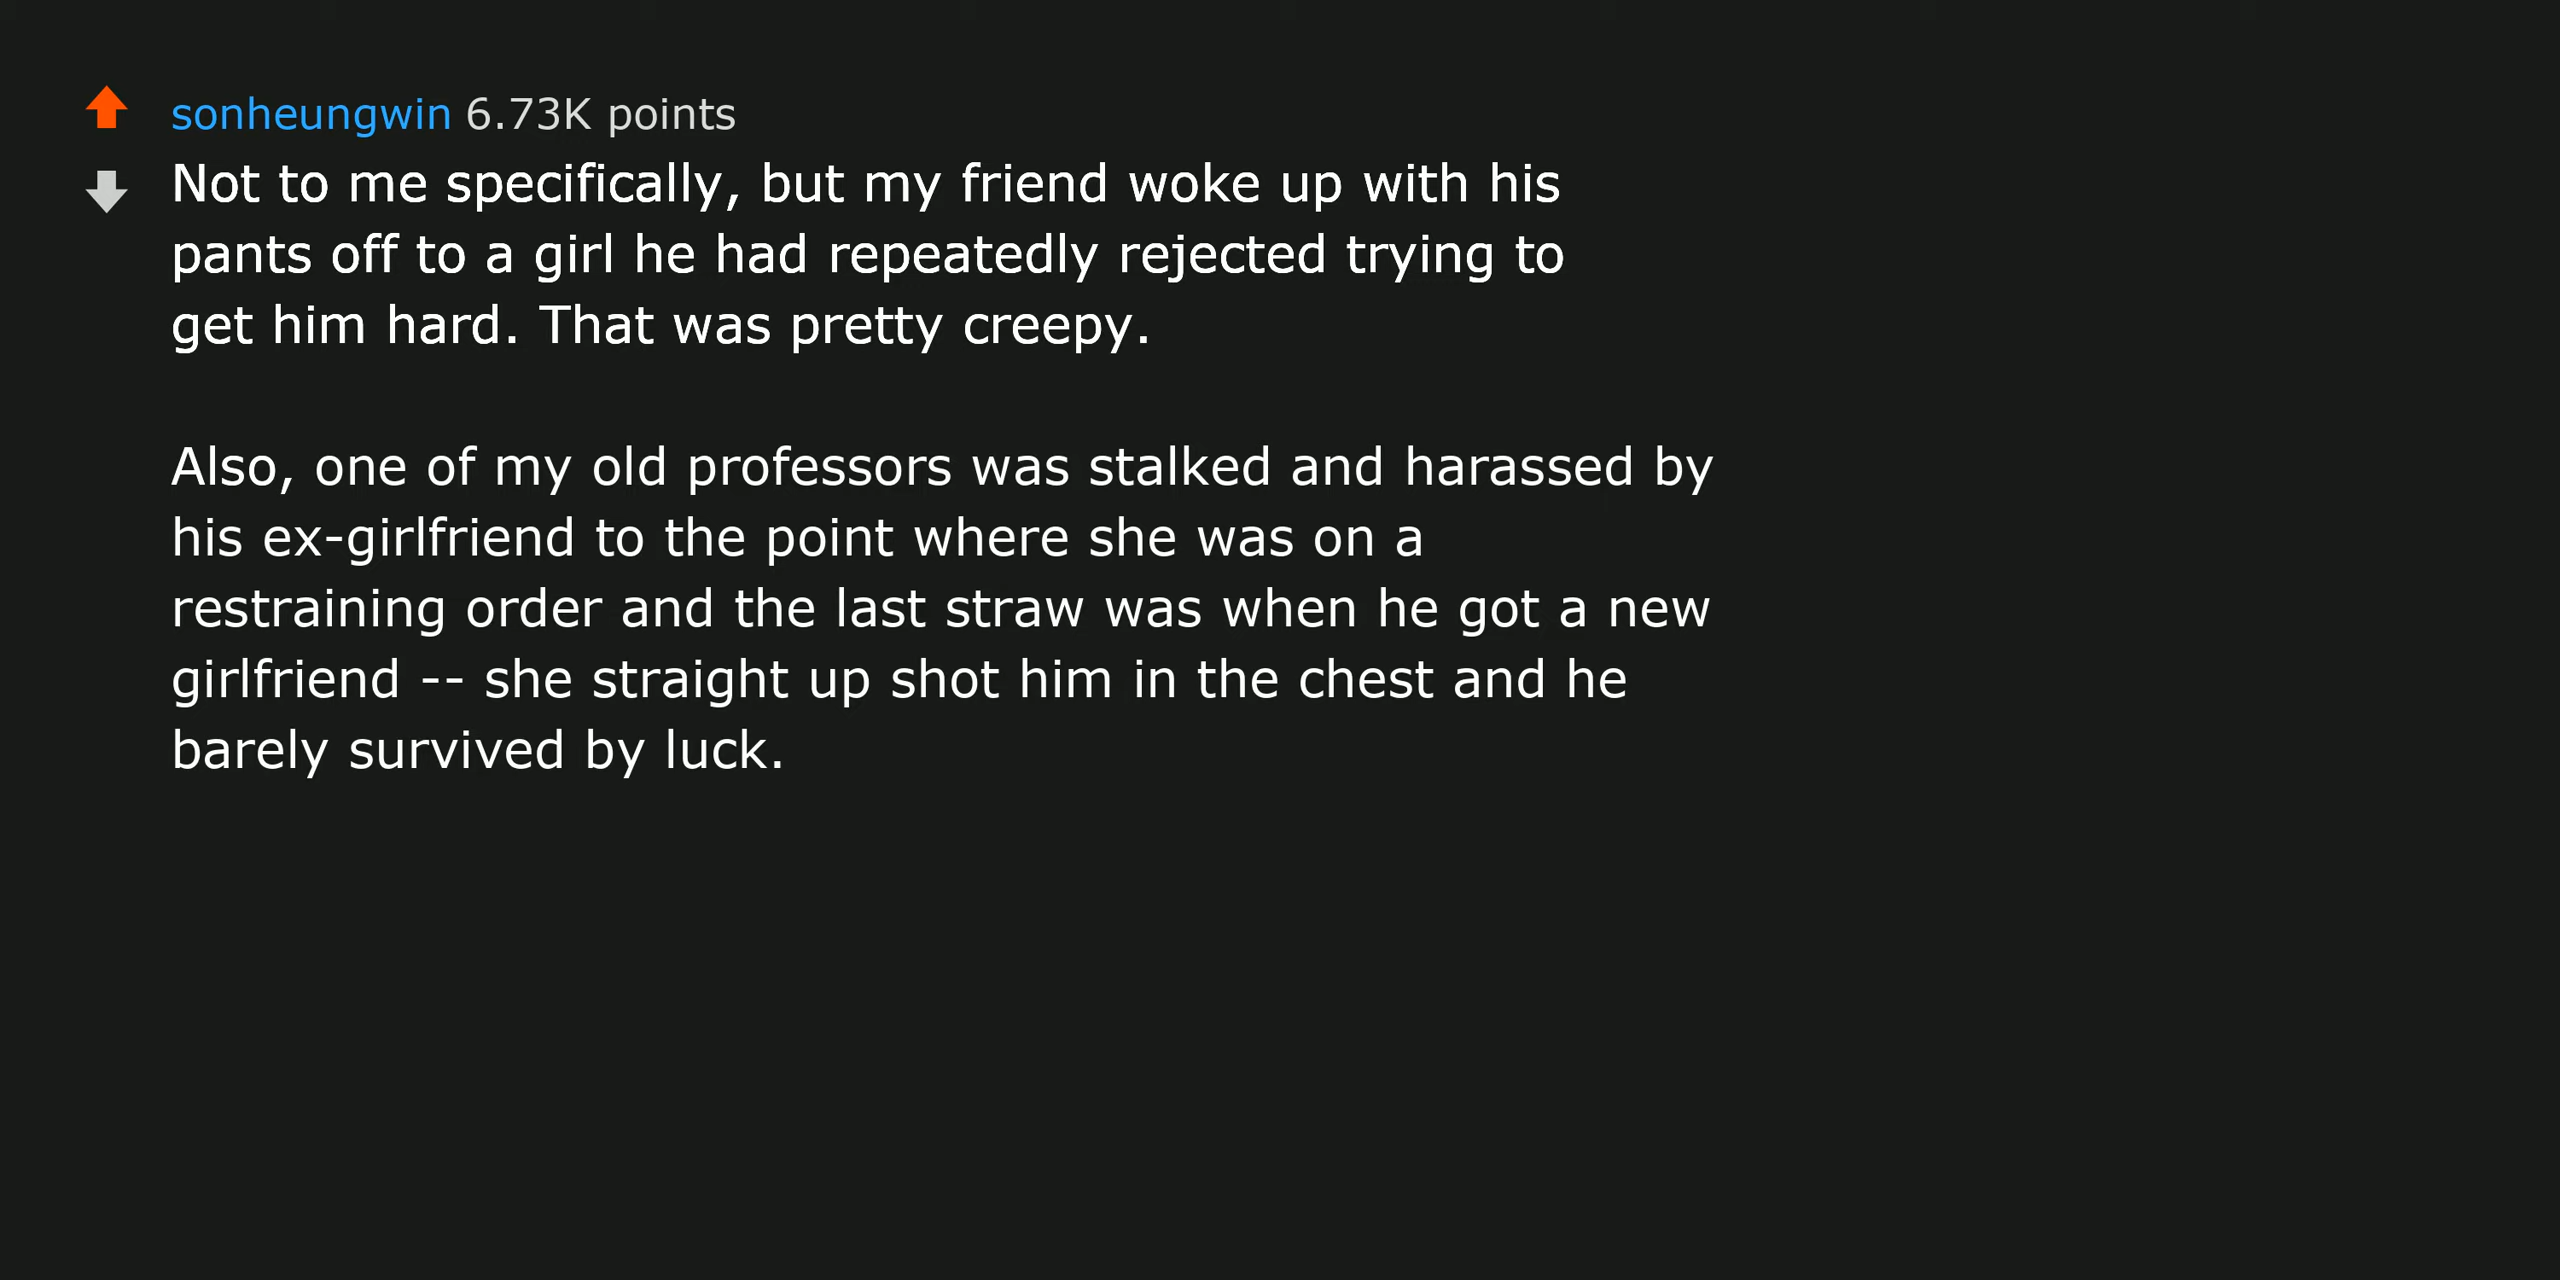 sonheungwin 6.73K points
Not to me specifically, but my friend woke up with his
pants off to a girl he had repeatedly rejected trying to
get him hard. That was pretty creepy.
Also, one of my old professors was stalked and harassed by
his ex-girlfriend to the point where she was on a
restraining order and the last straw was when he got a new
girlfriend -- she straight up shot him in the chest and he
barely survived by luck.